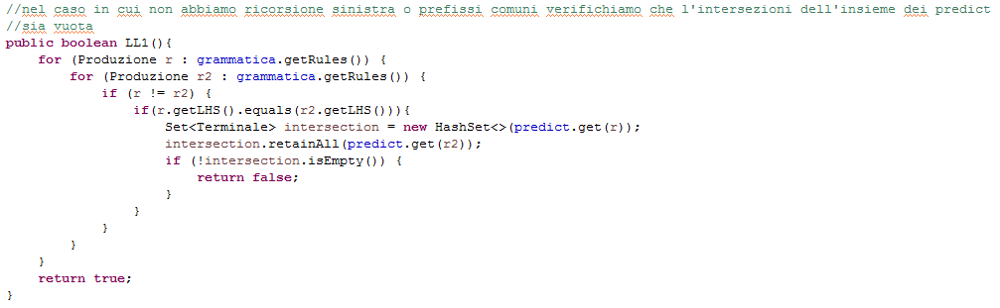 //nel caso in cui non abbiamo ricorsione sinistra o prefissi comuni verifichiamo che l'intersezioni dell'insieme dei predict
//sia vuota
public boolean LL1(){
    for (Produzione r : grammatica.getRules()) {
        for (Produzione r2 : grammatica.getRules()) {
            if (r != r2) {
                if(r.getLHS().equals(r2.getLHS())){
                    Set<Terminale> intersection = new HashSet<>(predict.get(r));
                    intersection.retainAll(predict.get(r2));
                    if (!intersection.isEmpty()) {
                        return false;
                    }
                }
            }
        }
    }
    return true;
}